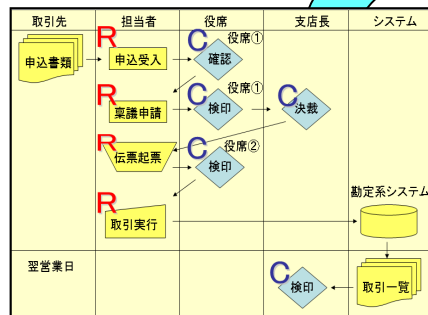 取引先 担当者 役席 支店長 システム
R C 役席①
申込書類 申込受入 確認
R C 役席① C
稟議申請 検印 決裁
R C 役席②
伝票起票 検印
R 勘定系システム
取引実行
翌営業日 C
検印 取引一覧